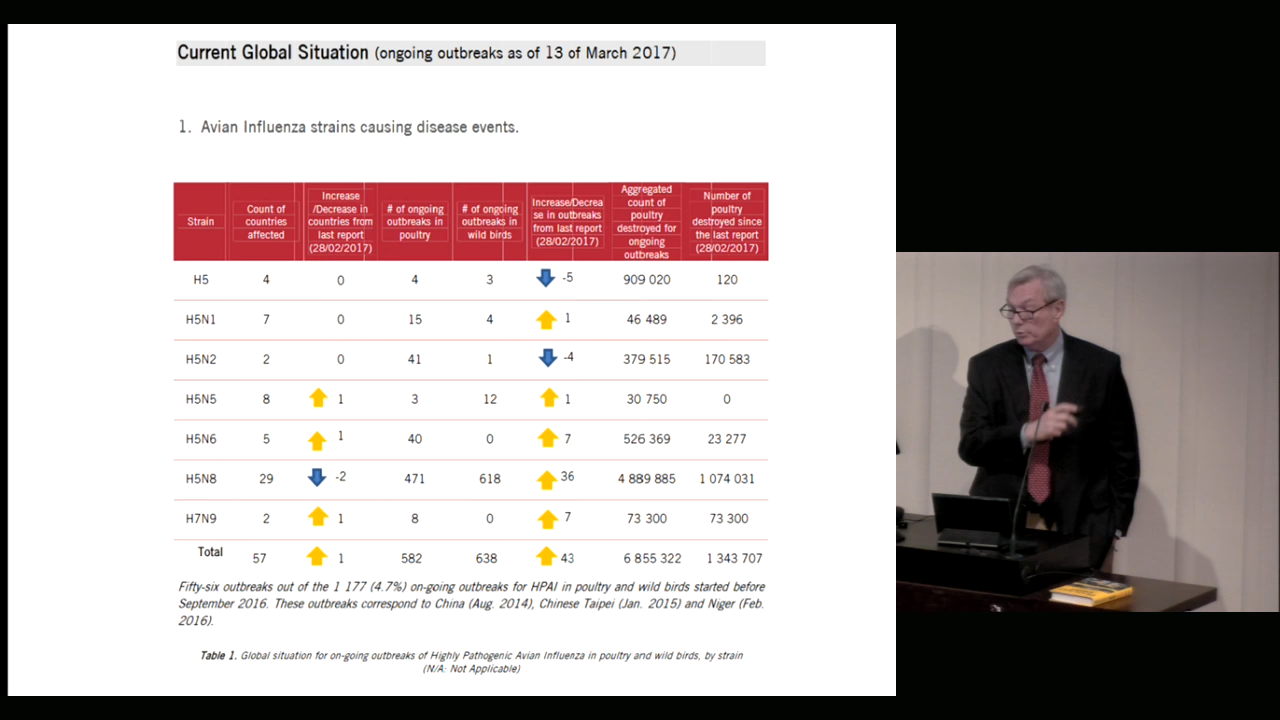 Current Global Situation (ongoing outbreaks as of 13 of March 2017)
1. Avian Influenza strains causing disease events.
Strain
Count of
countries
affected
Increase
/Decrease in
countries from
last report
(28/02/2017)
# of ongoing
outbreaks in
poultry
# of ongoing
outbreaks in
wild birds
Increase/Decrea
se in outbreaks
from last report
(28/02/2017)
Aggregated
count of
poultry
destroyed for
ongoing
outbreaks
Number of
poultry
destroyed since
the last report
(28/02/2017)
H5 4 0 4 3 -5 909 020 120
H5N1 7 0 15 4 1 46 489 2 396
H5N2 2 0 41 1 -4 379 515 170 583
H5N5 8 1 3 12 1 30 750 0
H5N6 5 1 40 0 7 526 369 23 277
H5N8 29 -2 471 618 36 4 889 885 1 074 031
H7N9 2 1 8 0 7 73 300 73 300
Total 57 1 582 638 43 6 855 322 1 343 707
Fifty-six outbreaks out of the 1 177 (4.7%) on-going outbreaks for HPAI in poultry and wild birds started before
September 2016. These outbreaks correspond to China (Aug. 2014), Chinese Taipei (Jan. 2015) and Niger (Feb.
2016).
Table 1. Global situation for on-going outbreaks of Highly Pathogenic Avian Influenza in poultry and wild birds, by strain
(N/A: Not Applicable)